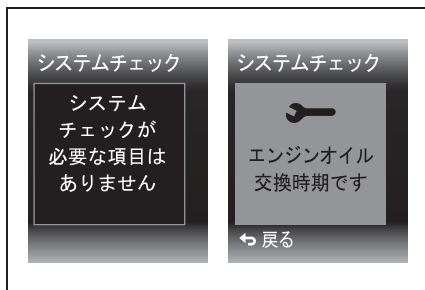 システムチェック
システム
チェックが
必要な項目は
ありません
システムチェック
エンジンオイル
交換時期です
戻る